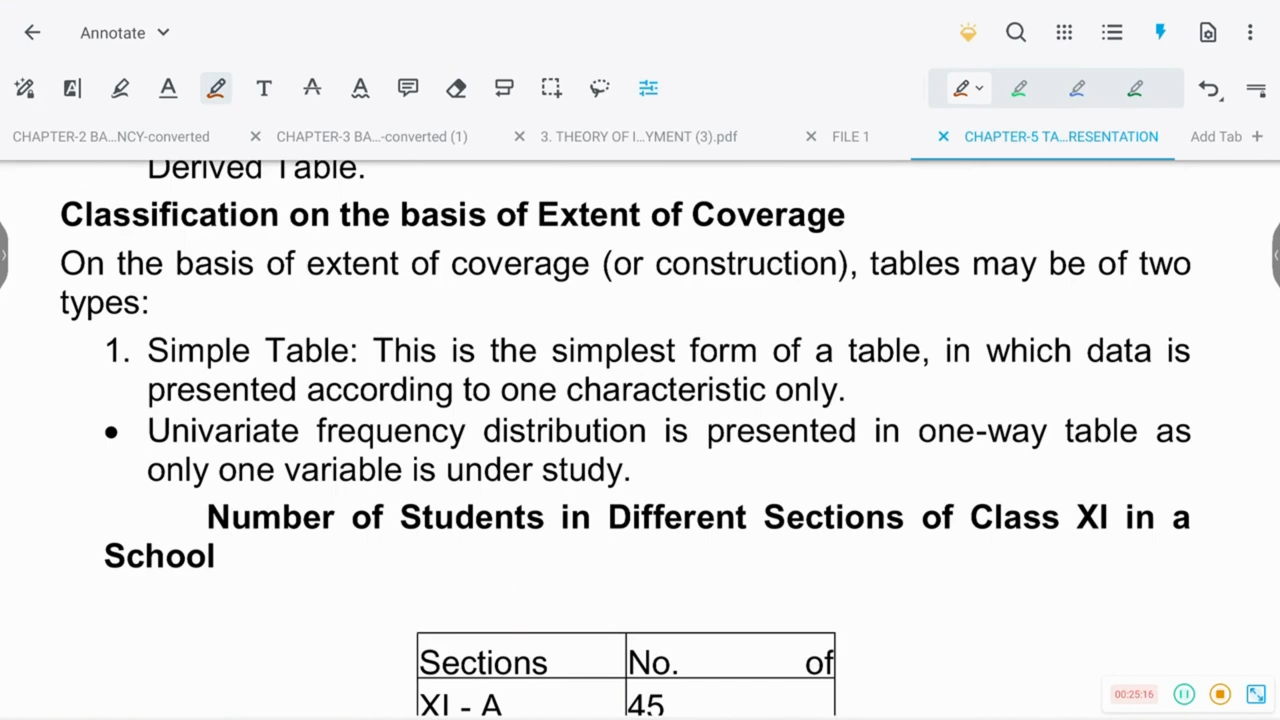 Annotate
CHAPTER-2 BA...NCY-converted
CHAPTER-3 BA...-converted (1)
3. THEORY OF I...YMENT (3).pdf
FILE 1
CHAPTER-5 TA...RESENTATION
Add Tab +
Derived Table.
Classification on the basis of Extent of Coverage
On the basis of extent of coverage (or construction), tables may be of two
types:
1. Simple Table: This is the simplest form of a table, in which data is
presented according to one characteristic only.
• Univariate frequency distribution is presented in one-way table as
only one variable is under study.
Number of Students in Different Sections of Class XI in a
School
Sections No. of
XI - A 45
00:25:16